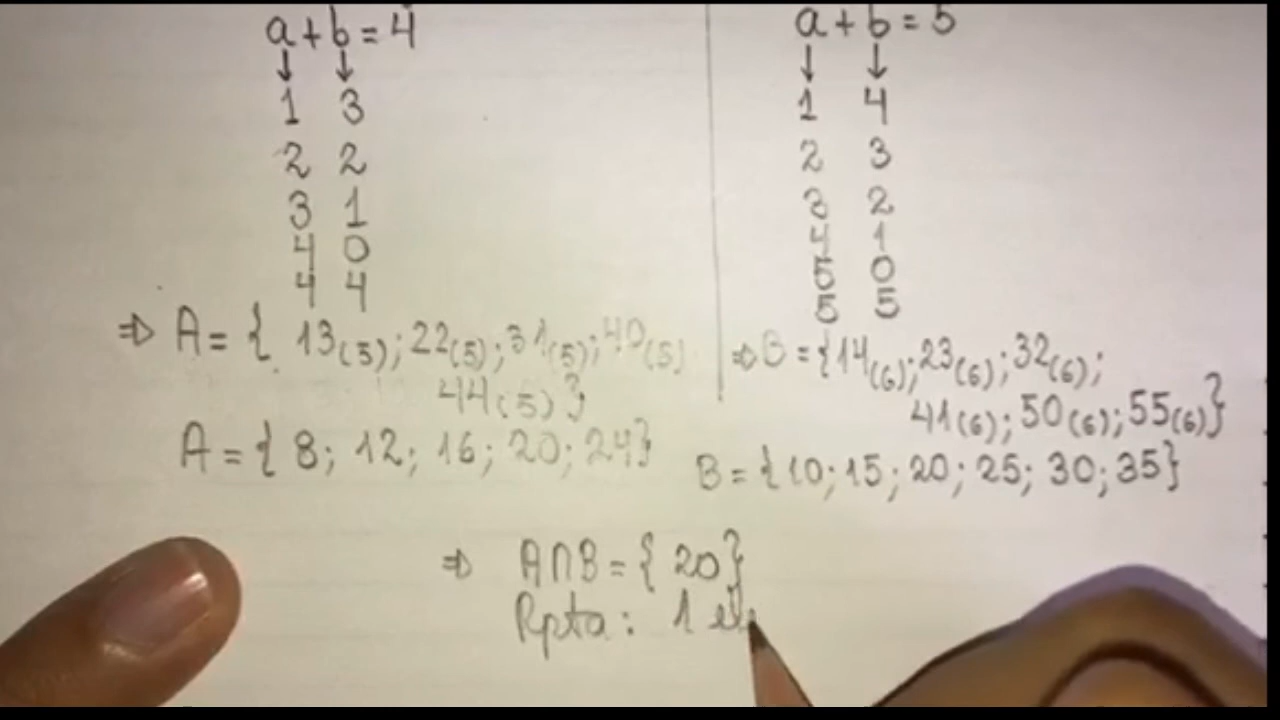 a + b = 4
↓ ↓
1 3
2 2
3 1
4 0
4 4
⇒ A = { 13(5); 22(5); 31(5); 40(5)
44(5) }
A = { 8; 12; 16; 20; 24}
a + b = 5
↓ ↓
1 4
2 3
3 2
4 1
5 0
5 5
⇒ B = {14(6); 23(6); 32(6);
41(6); 50(6); 55(6)}
B = {10; 15; 20; 25; 30; 35}
⇒ A∩B = { 20}
Rpta: 1 ele